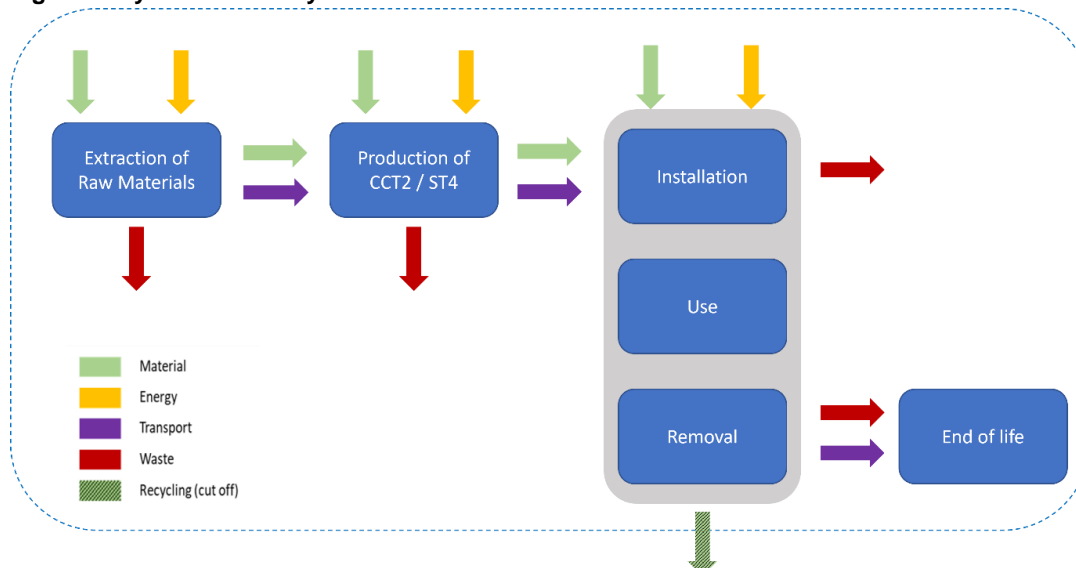 Extraction of
Raw Materials
Production of
CCT2 / ST4
Installation
Use
Removal
End of life
Material
Energy
Transport
Waste
Recycling (cut off)